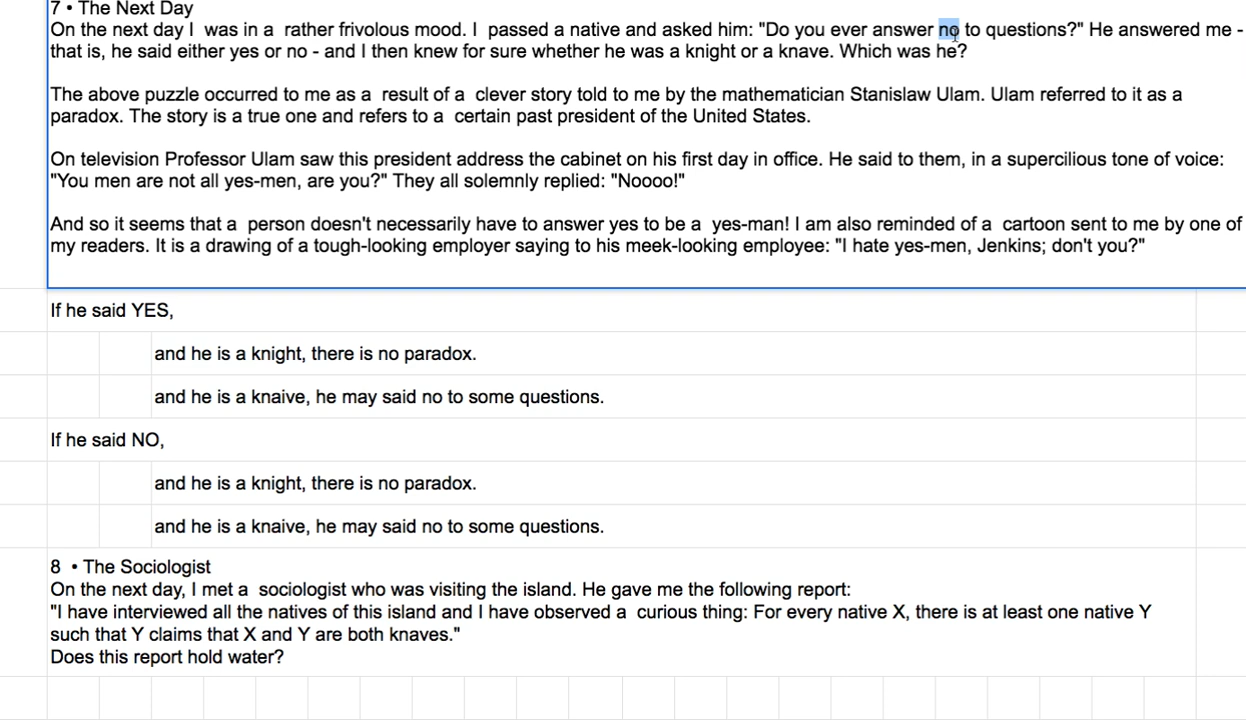 7 • The Next Day
On the next day I was in a rather frivolous mood. I passed a native and asked him: "Do you ever answer no to questions?" He answered me -
that is, he said either yes or no - and I then knew for sure whether he was a knight or a knave. Which was he?
The above puzzle occurred to me as a result of a clever story told to me by the mathematician Stanislaw Ulam. Ulam referred to it as a
paradox. The story is a true one and refers to a certain past president of the United States.
On television Professor Ulam saw this president address the cabinet on his first day in office. He said to them, in a supercilious tone of voice:
"You men are not all yes-men, are you?" They all solemnly replied: "Noooo!"
And so it seems that a person doesn't necessarily have to answer yes to be a yes-man! I am also reminded of a cartoon sent to me by one of
my readers. It is a drawing of a tough-looking employer saying to his meek-looking employee: "I hate yes-men, Jenkins; don't you?"
If he said YES,
and he is a knight, there is no paradox.
and he is a knaive, he may said no to some questions.
If he said NO,
and he is a knight, there is no paradox.
and he is a knaive, he may said no to some questions.
8 • The Sociologist
On the next day, I met a sociologist who was visiting the island. He gave me the following report:
"I have interviewed all the natives of this island and I have observed a curious thing: For every native X, there is at least one native Y
such that Y claims that X and Y are both knaves."
Does this report hold water?